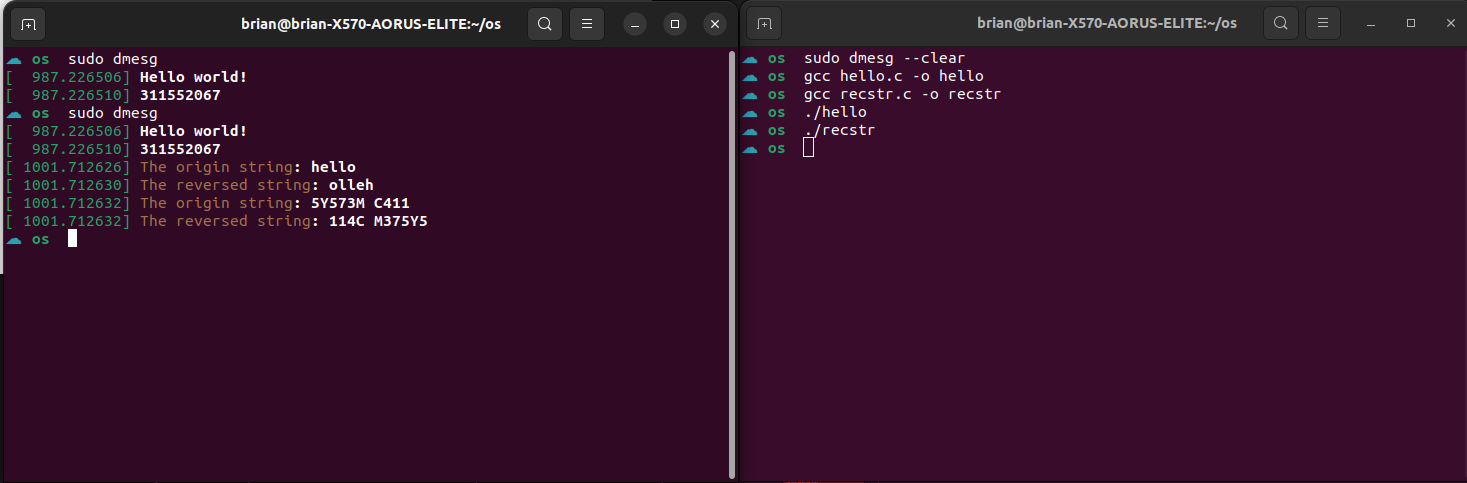 brian@brian-X570-AORUS-ELITE:~/os
os sudo dmesg
[  987.226506] Hello world!
[  987.226510] 311552067
os sudo dmesg
[  987.226506] Hello world!
[  987.226510] 311552067
[ 1001.712626] The origin string: hello
[ 1001.712630] The reversed string: olleh
[ 1001.712632] The origin string: 5Y573M C411
[ 1001.712632] The reversed string: 114C M375Y5
os
brian@brian-X570-AORUS-ELITE:~/os
os sudo dmesg --clear
os gcc hello.c -o hello
os gcc recstr.c -o recstr
os ./hello
os ./recstr
os